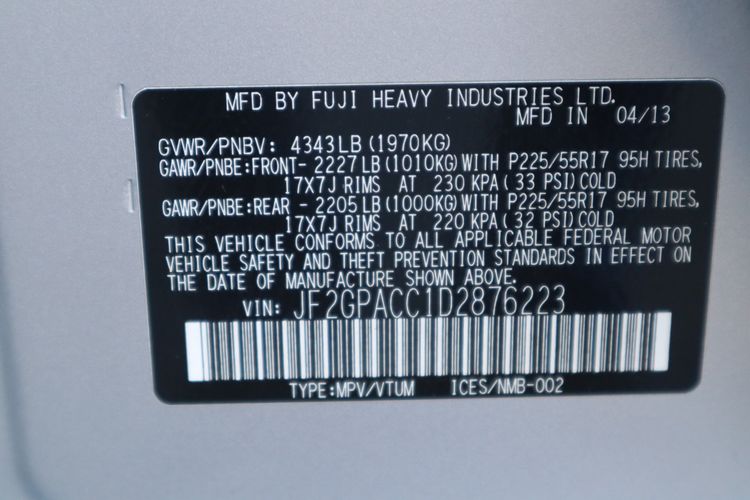 MFD BY FUJI HEAVY INDUSTRIES LTD.
MFD IN 04/13
GVWR/PNBV: 4343LB (1970KG)
GAWR/PNBE:FRONT- 2227 LB (1010KG) WITH P225/55R17 95H TIRES,
17X7J RIMS AT 230 KPA ( 33 PSI) COLD
GAWR/PNBE:REAR - 2205 LB (1000KG) WITH P225/55R17 95H TIRES,
17X7J RIMS AT 220 KPA ( 32 PSI) COLD
THIS VEHICLE CONFORMS TO ALL APPLICABLE FEDERAL MOTOR
VEHICLE SAFETY AND THEFT PREVENTION STANDARDS IN EFFECT ON
THE DATE OF MANUFACTURE SHOWN ABOVE.
VIN: JF2GPACC1D2876223
TYPE:MPV/VTUM ICES/NMB-002